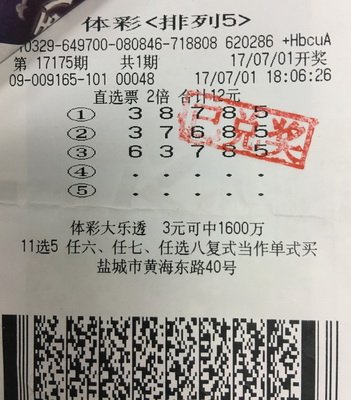 体彩<排列5>
10329-649700-080846-718808 620286 +HbcuA
第 17175期 共1期 17/07/01开奖
09-009165-101 00048 17/07/01 18:06:26
直选票 2倍 合计12元
① 3 8 7 8 5
② 3 7 6 8 5
③ 6 3 7 8 5
④ . . . . .
⑤ . . . . .
已兑奖
体彩大乐透 3元可中1600万
11选5 任六、任七、任选八复式当作单式买
盐城市黄海东路40号